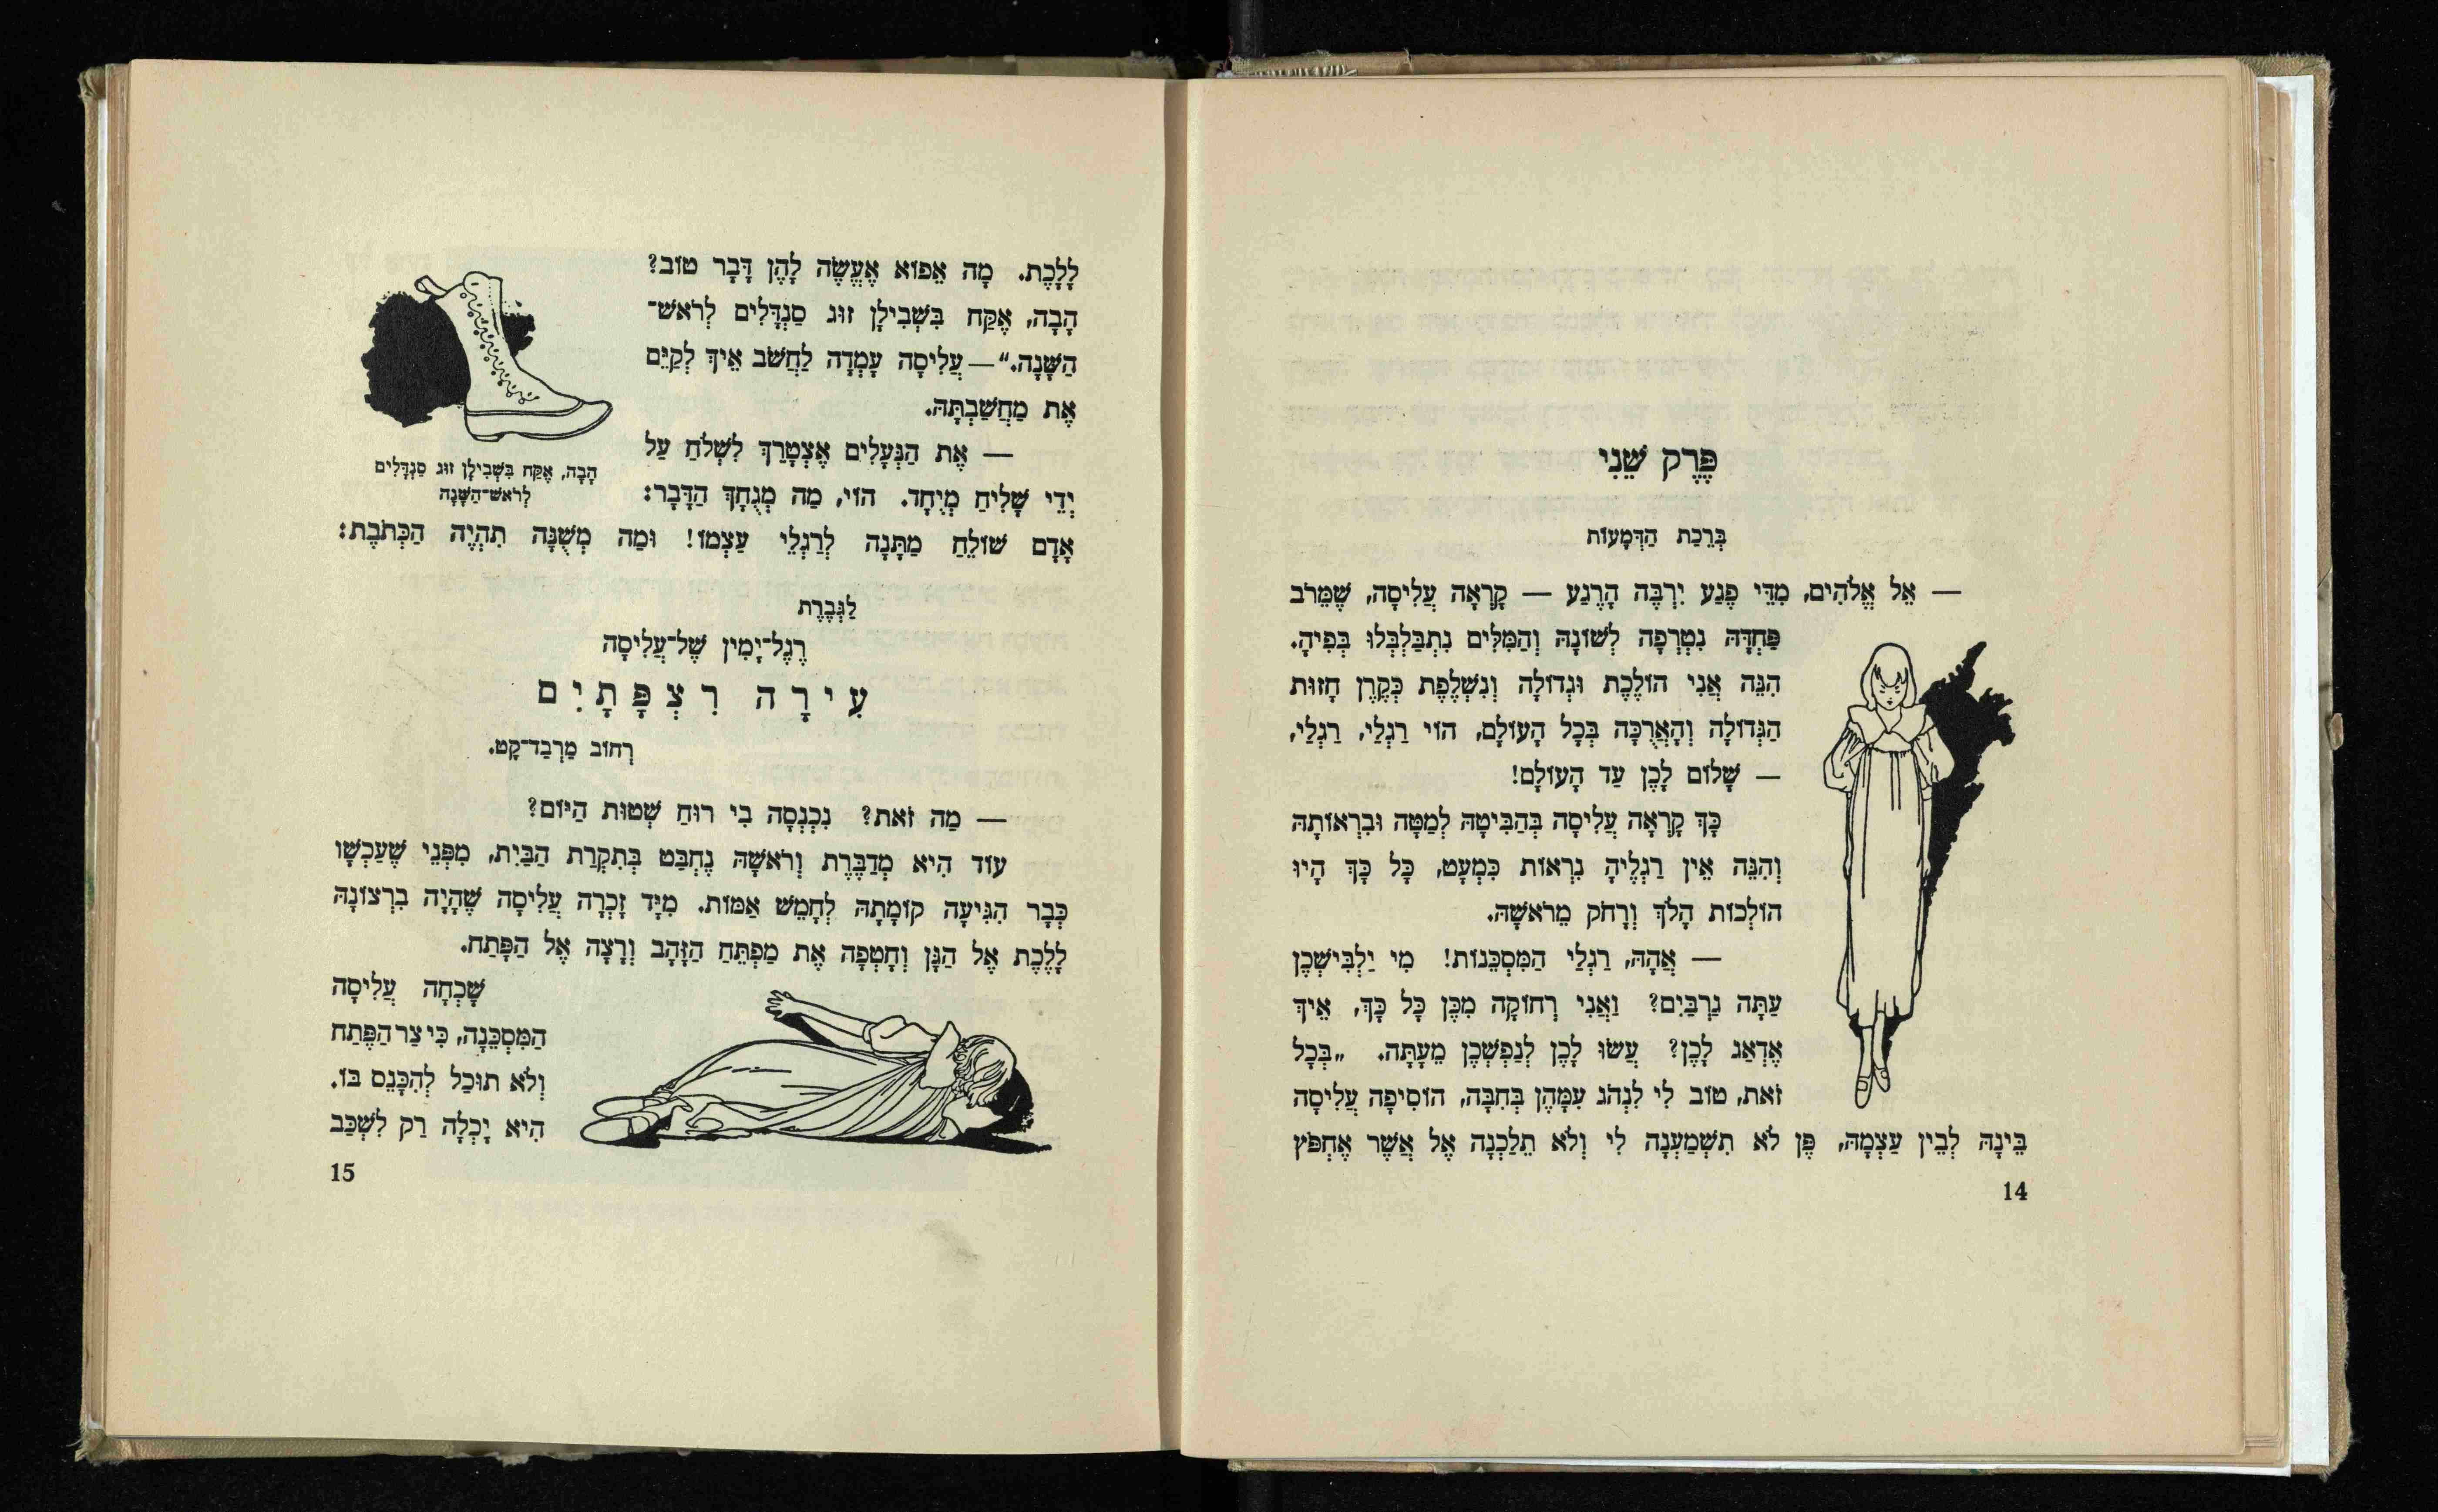 פֶּרֶק שֵׁנִי
בְּרֵכַת הַדְּמָעוֹת
— אֵל אֱלֹהִים, מִדֵּי פֶגַע יִרְבֶּה הָרֶגַע — קָרְאָה עֲלִיסָה, שֶׁמֵּרֹב
פַּחְדָּהּ נִטְרְפָה לְשׁוֹנָהּ וְהַמִּלִּים נִתְבַּלְבְּלוּ בְּפִיהָ.
הִנֵּה אֲנִי הוֹלֶכֶת וּגְדוֹלָה וְנִשְׁלֶפֶת כְּקֶרֶן חָזוּת
הַגְּדוֹלָה וְהָאֲרֻכָּה בְּכָל הָעוֹלָם, הוֹי רַגְלַי, רַגְלַי,
— שָׁלוֹם לָכֶן עַד הָעוֹלָם!
כָּךְ קָרְאָה עֲלִיסָה בְּהַבִּיטָהּ לְמַטָּה וּבִרְאוֹתָהּ
וְהִנֵּה אֵין רַגְלֶיהָ נִרְאוֹת כִּמְעָט, כָּל כָּךְ הָיוּ
הוֹלְכוֹת הָלֹךְ וְרָחֹק מֵרֹאשָׁהּ.
— אֲהָהּ, רַגְלַי הַמִּסְכֵּנוֹת! מִי יַלְבִּישְׁכֶן
עַתָּה גַרְבַּיִם? וַאֲנִי רְחוֹקָה מִכֶּן כָּל כָּךְ, אֵיךְ
אֶדְאַג לָכֶן? עֲשׂוּ לָכֶן לְנַפְשְׁכֶן מֵעָתָּה. „בְּכָל
זֹאת, טוֹב לִי לִנְהֹג עִמָּהֶן בְּחִבָּה, הוֹסִיפָה עֲלִיסָה
בֵּינָהּ לְבֵין עַצְמָהּ, פֶּן לֹא תִשְׁמַעְנָה לִי וְלֹא תֵלַכְנָה אֶל אֲשֶׁר אֶחְפֹּץ
14
לָלֶכֶת. מָה אֵפוֹא אֶעֱשֶׂה לָהֶן דָּבָר טוֹב?
הָבָה, אֶקַּח בִּשְׁבִילָן זוּג סַנְדָּלִים לְרֹאשׁ־
הַשָּׁנָה.“ — עֲלִיסָה עָמְדָה לַחֲשֹׁב אֵיךְ לְקַיֵּם
אֶת מַחֲשַׁבְתָּהּ.
— אֶת הַנְּעָלִים אֶצְטָרֵךְ לִשְׁלֹחַ עַל
יְדֵי שָׁלִיחַ מְיֻחָד. הוֹי, מַה מְגֻחָךְ הַדָּבָר:
הָבָה, אֶקַּח בִּשְׁבִילָן זוּג סַנְדָּלִים
לְרֹאשׁ־הַשָּׁנָה
אָדָם שׁוֹלֵחַ מַתָּנָה לְרַגְלֵי עַצְמוֹ! וּמַה מְשֻׁנָּה תִהְיֶה הַכְּתֹבֶת:
לַגְּבֶרֶת
רֶגֶל־יָמִין שֶׁל־עֲלִיסָה
עִירָה רִצְפָּתַיִם
רְחוֹב מַרְבַד־קָט.
— מַה זֹּאת? נִכְנְסָה בִי רוּחַ שְׁטוּת הַיּוֹם?
עוֹד הִיא מְדַבֶּרֶת וְרֹאשָׁהּ נֶחְבַּט בְּתִקְרַת הַבַּיִת, מִפְּנֵי שֶׁעַכְשָׁו
כְּבָר הִגִּיעָה קוֹמָתָהּ לְחָמֵשׁ אַמּוֹת. מִיָּד זָכְרָה עֲלִיסָה שֶׁהָיָה בִרְצוֹנָהּ
לָלֶכֶת אֶל הַגָּן וְחָטְפָה אֶת מַפְתֵּחַ הַזָּהָב וְרָצָה אֶל הַפָּתַח.
שָׁכְחָה עֲלִיסָה
הַמִּסְכֵּנָה, כִּי צַר הַפֶּתַח
וְלֹא תוּכַל לְהִכָּנֵס בּוֹ.
הִיא יָכְלָה רַק לִשְׁכַּב
15